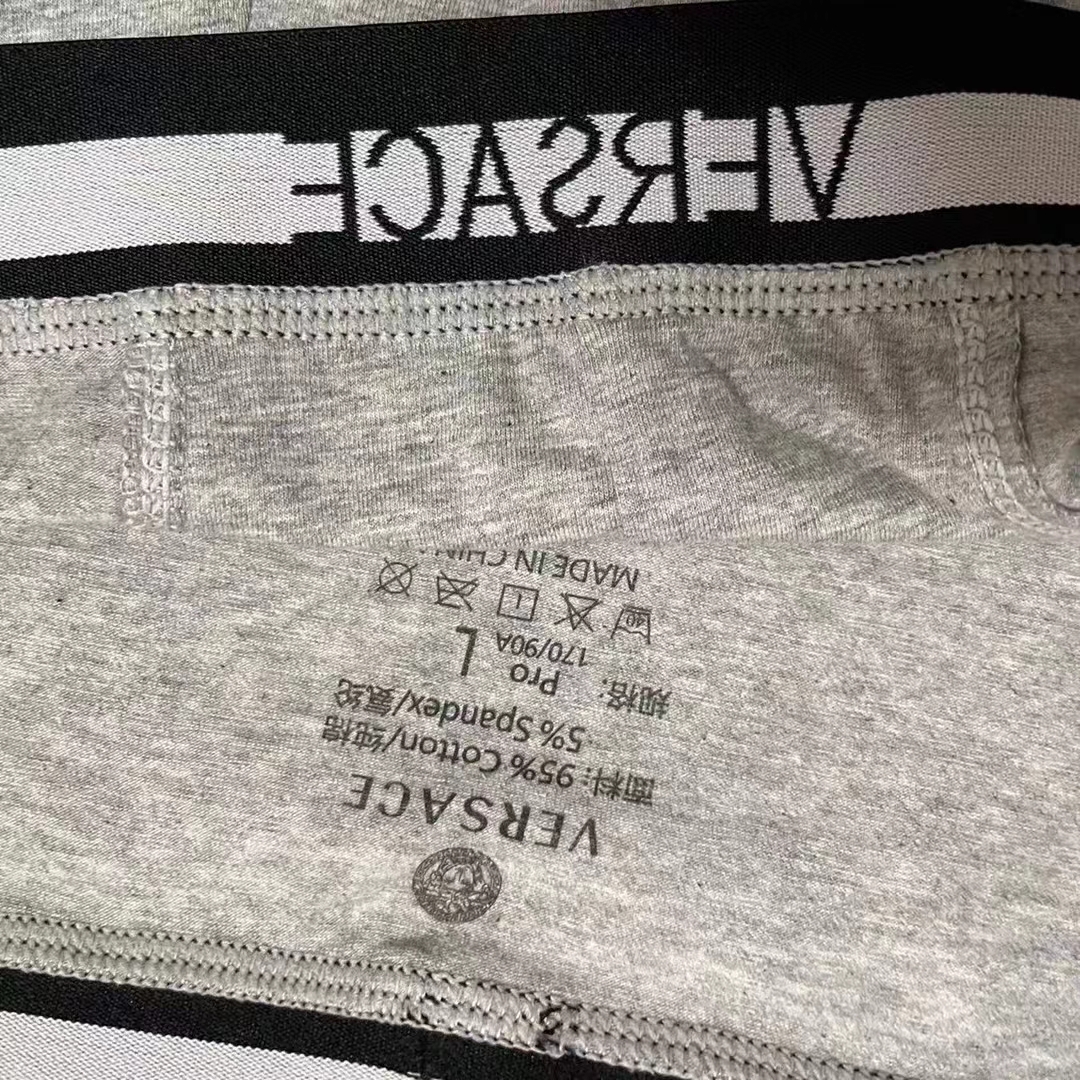 VERSACE
VERSACE
面料: 95% Cotton/纯棉
5% Spandex/氨纶
规格: Pro L
170/90A
MADE IN CHIN